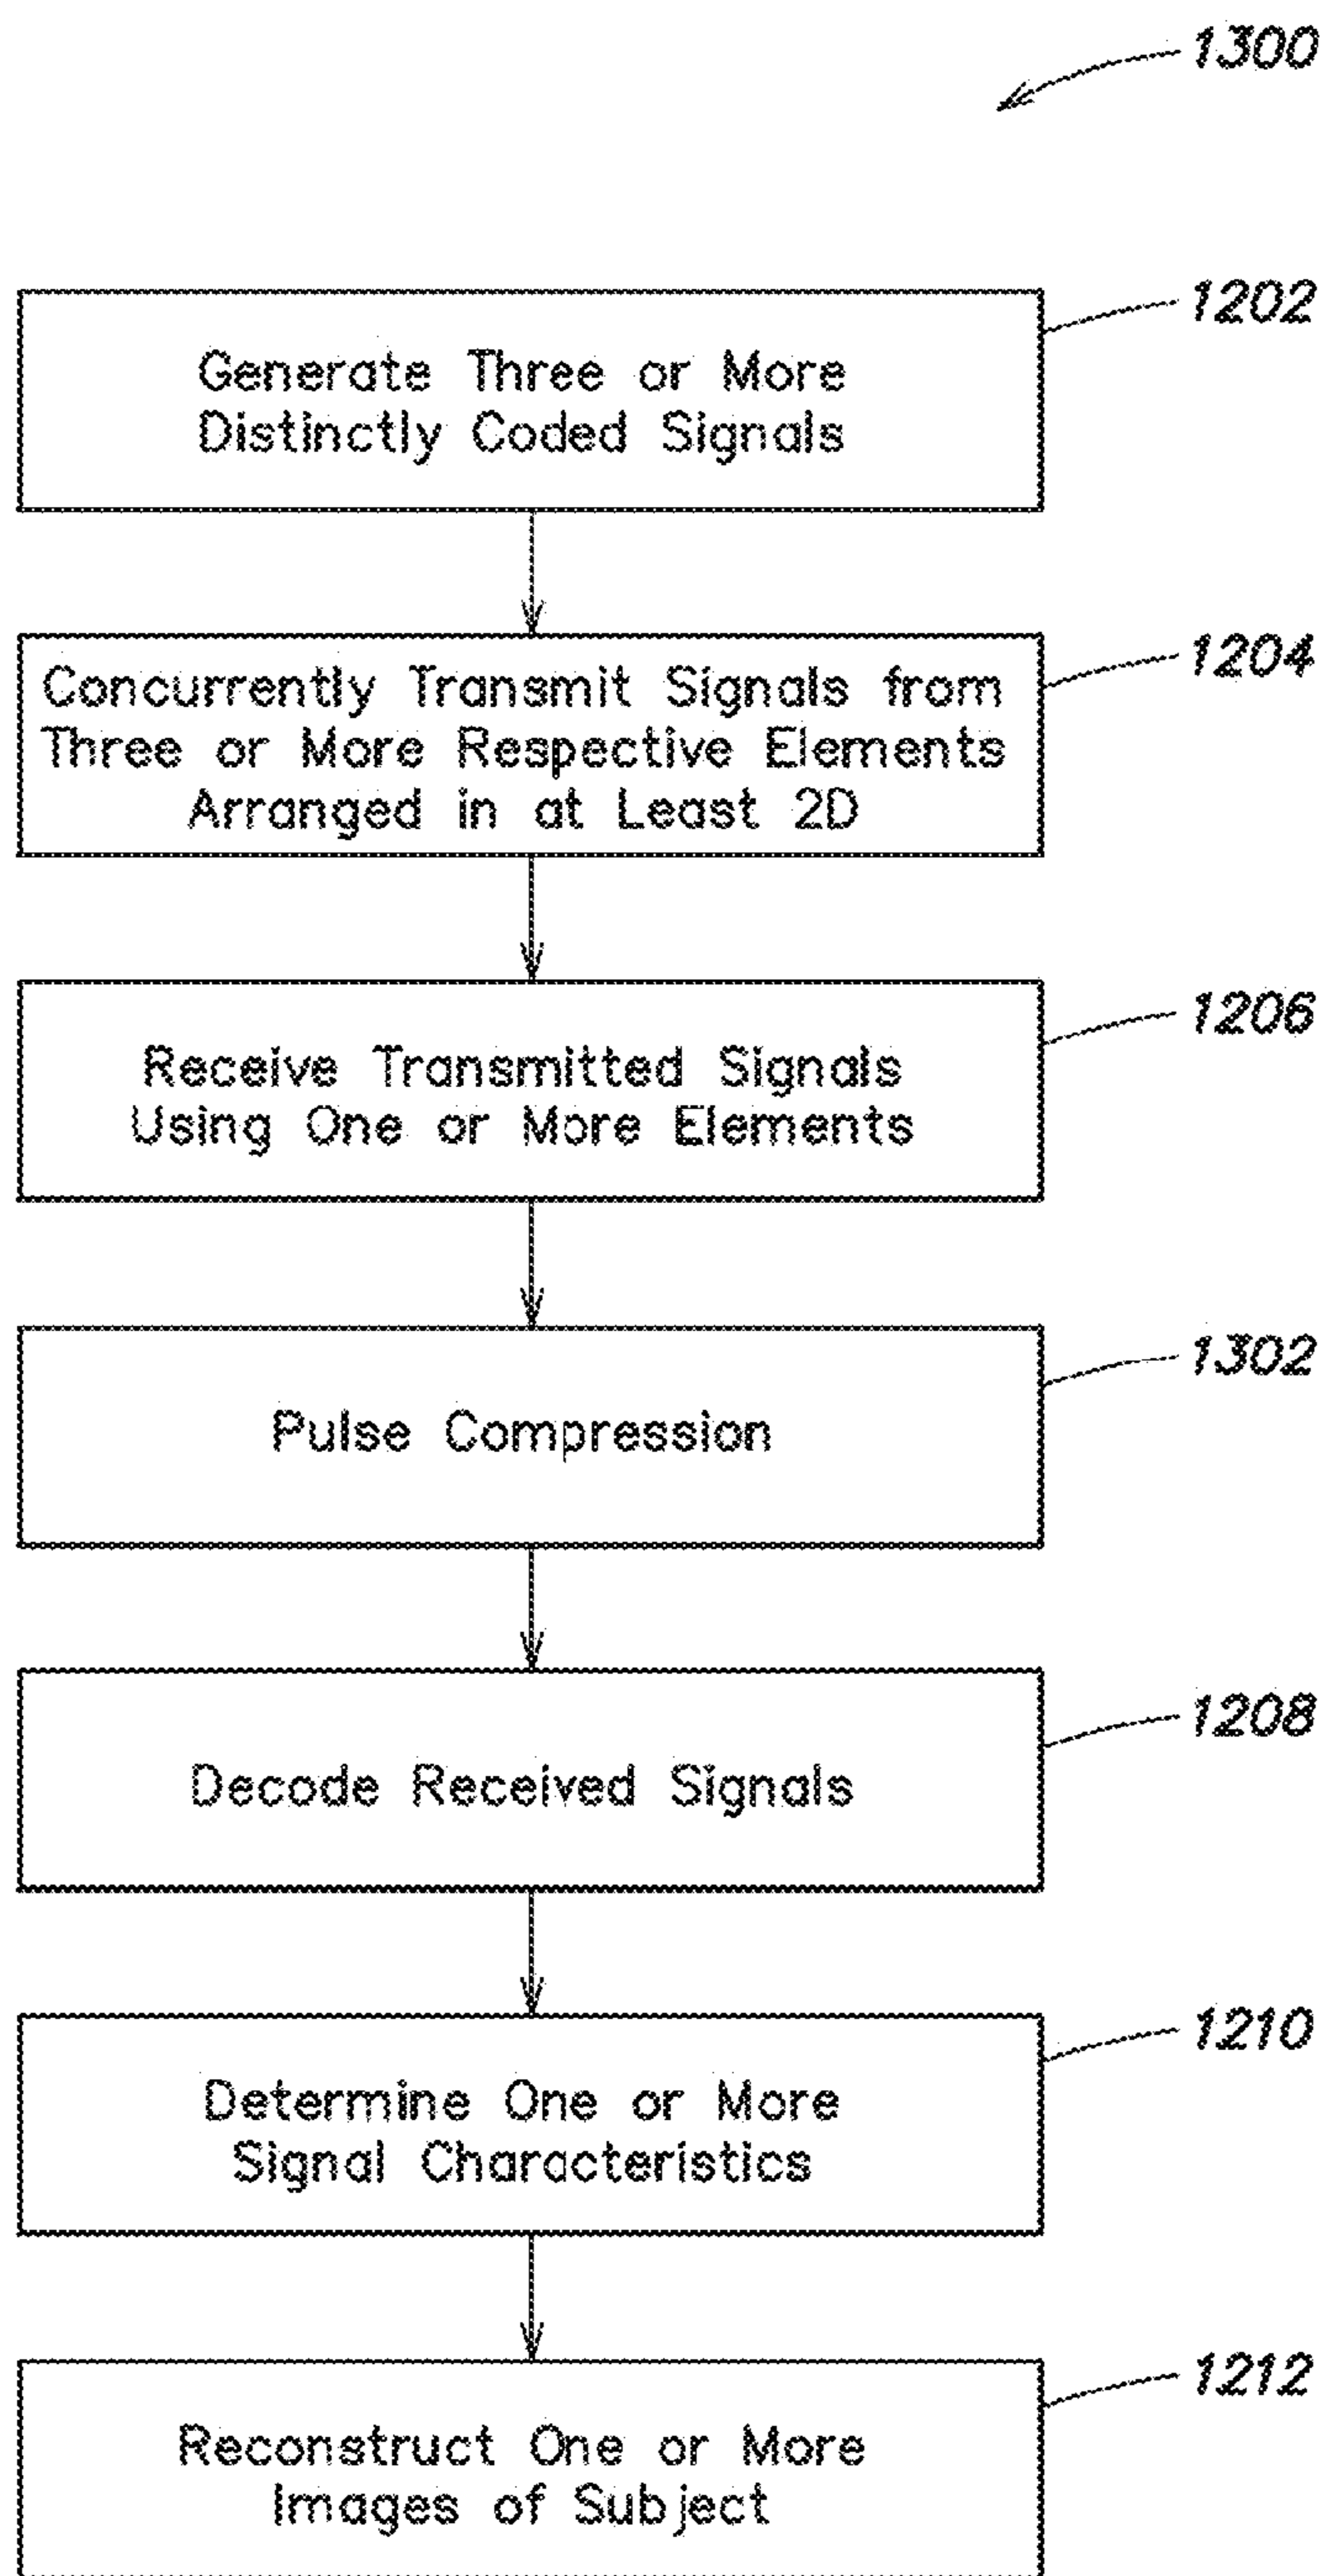 1300
1202
Generate Three or More
Distinctly Coded Signals
1204
Concurrently Transmit Signals from
Three or More Respective Elements
Arranged in at Least 2D
1206
Receive Transmitted Signals
Using One or More Elements
1302
Pulse Compression
1208
Decode Received Signals
1210
Determine One or More
Signal Characteristics
1212
Reconstruct One or More
Images of Subject